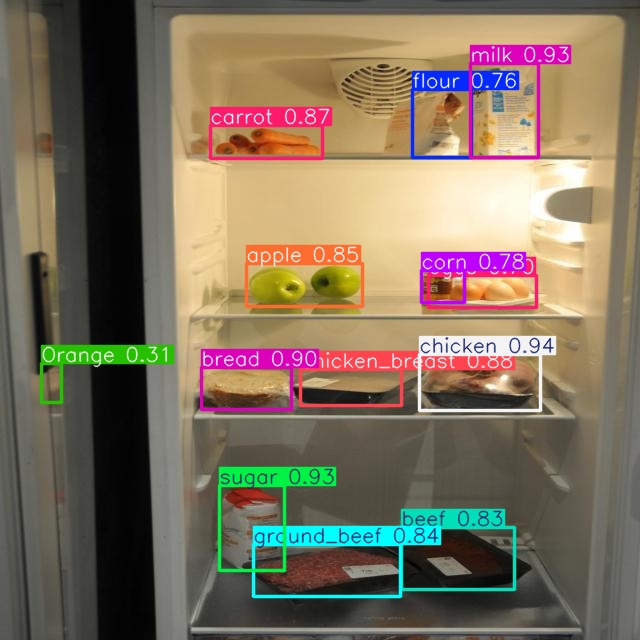 milk 0.93
flour 0.76
carrot 0.87
apple 0.85
corn 0.78
Orange 0.31
bread 0.90
chicken_breast 0.88
chicken 0.94
sugar 0.93
ground_beef 0.84
beef 0.83